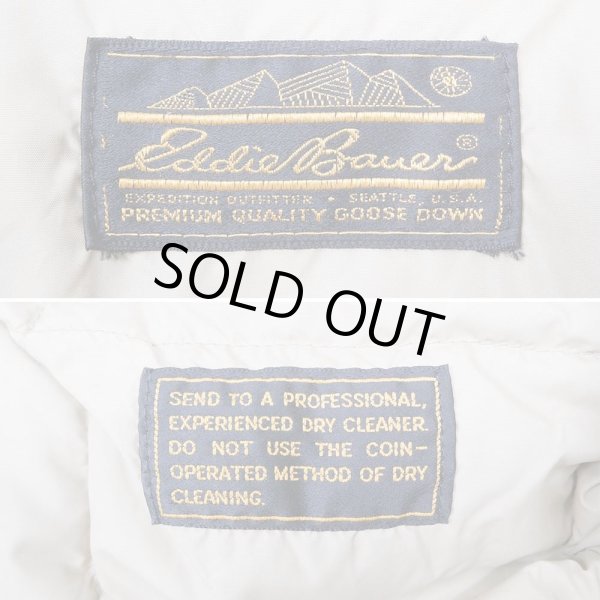 Eddie Bauer®
EXPEDITION OUTFITTER • SEATTLE, U.S.A.
PREMIUM QUALITY GOOSE DOWN
SOLD OUT
SEND TO A PROFESSIONAL,
EXPERIENCED DRY CLEANER.
DO NOT USE THE COIN-
OPERATED METHOD OF DRY
CLEANING.